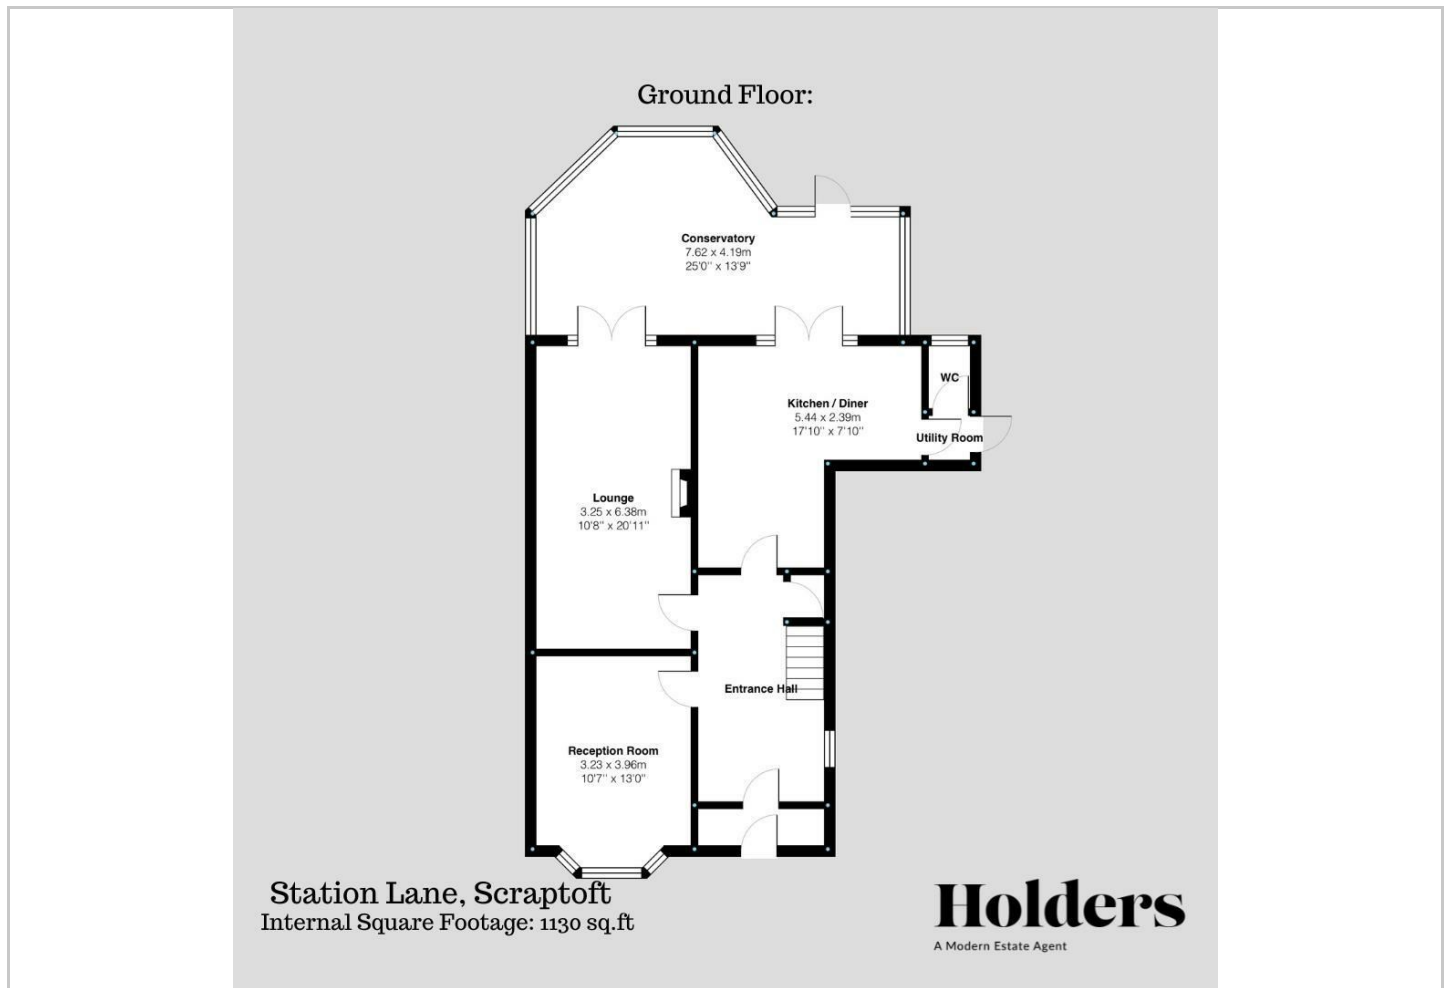 Ground Floor:
Conservatory
7.62 x 4.19m
25'0'' x 13'9''
WC
Kitchen / Diner
5.44 x 2.39m
17'10'' x 7'10''
Utility Room
Lounge
3.25 x 6.38m
10'8'' x 20'11''
Entrance Hall
Reception Room
3.23 x 3.96m
10'7'' x 13'0''
Station Lane, Scraptoft
Internal Square Footage: 1130 sq.ft
Holders
A Modern Estate Agent